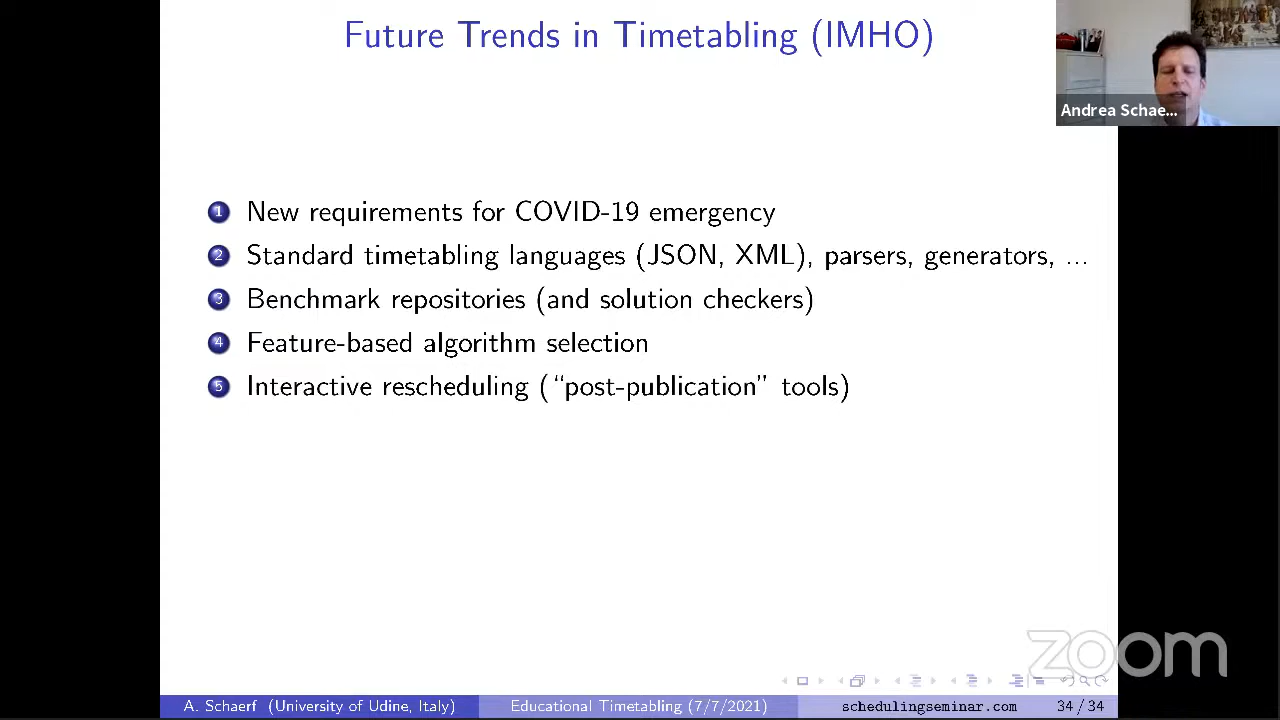 Future Trends in Timetabling (IMHO)
Andrea Schae...
1 New requirements for COVID-19 emergency
2 Standard timetabling languages (JSON, XML), parsers, generators, ...
3 Benchmark repositories (and solution checkers)
4 Feature-based algorithm selection
5 Interactive rescheduling (“post-publication” tools)
zoom
A. Schaerf (University of Udine, Italy) Educational Timetabling (7/7/2021) schedulingseminar.com 34 / 34